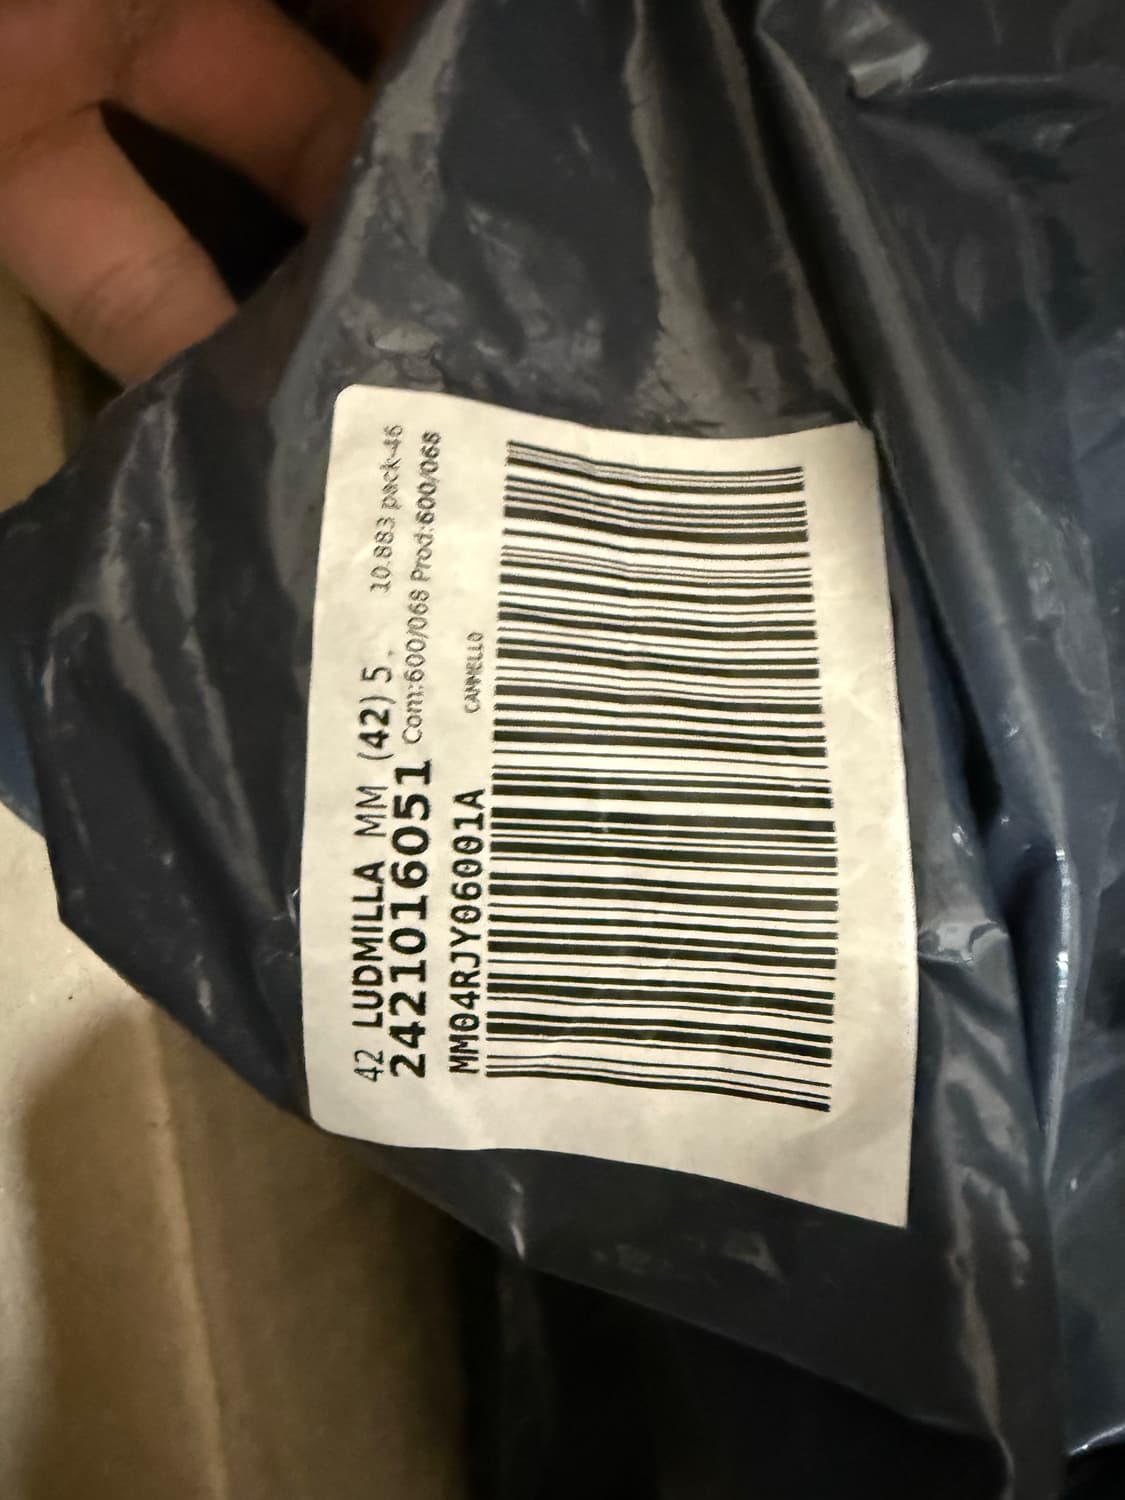 42 LUDMILLA MM (42) 5. 10.883 pack-46
2421016051 Com:600/068 Prod:600/068
MM04RJY06001A CAMMELLO